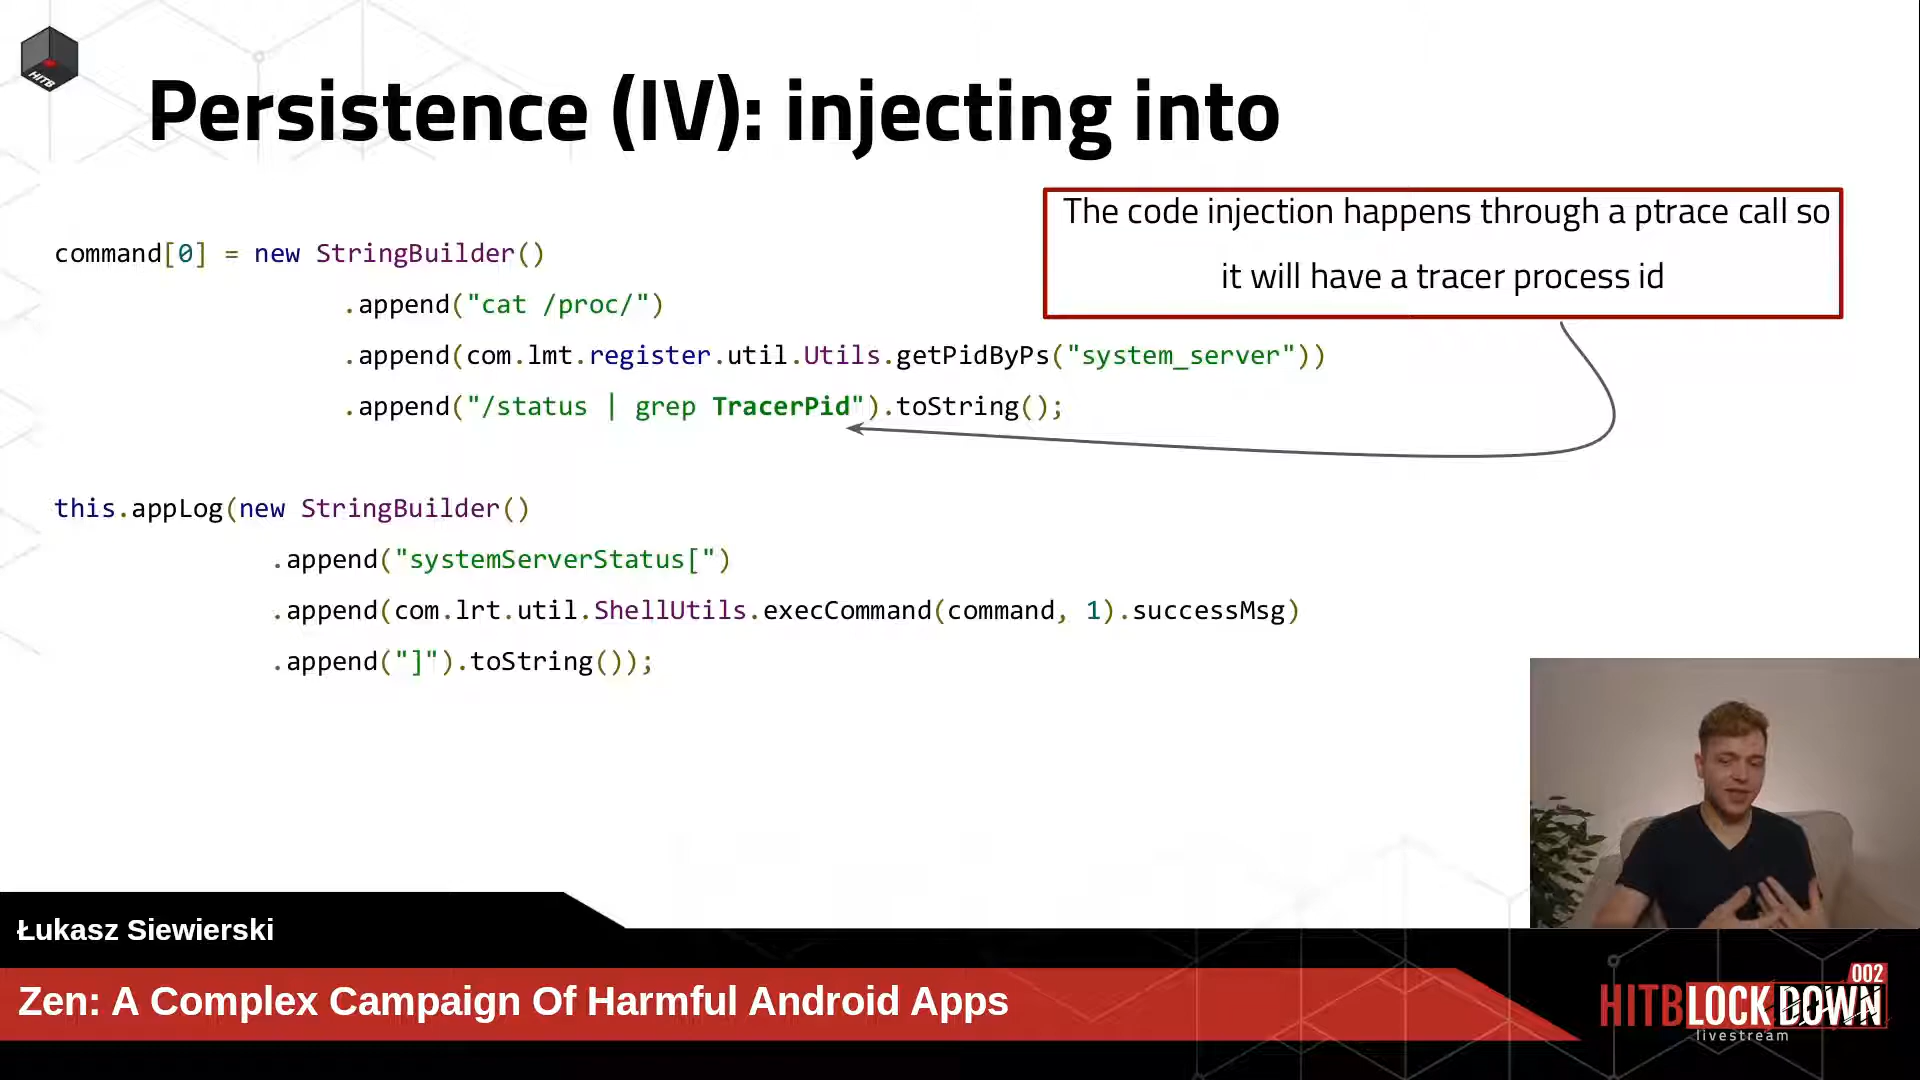 HITB
Persistence (IV): injecting into
The code injection happens through a ptrace call so
it will have a tracer process id
command[0] = new StringBuilder()
.append("cat /proc/")
.append(com.lmt.register.util.Utils.getPidByPs("system_server"))
.append("/status | grep TracerPid").toString();
this.appLog(new StringBuilder()
.append("systemServerStatus[")
.append(com.lrt.util.ShellUtils.execCommand(command, 1).successMsg)
.append("]").toString());
Łukasz Siewierski
Zen: A Complex Campaign Of Harmful Android Apps
002
HITBLOCKDOWN
livestream